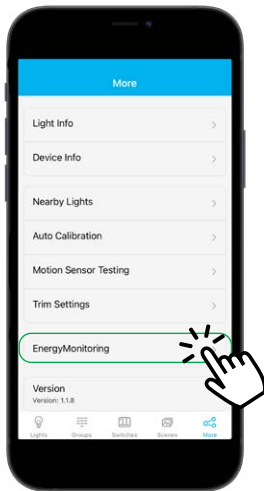 More
Light Info
Device Info
Nearby Lights
Auto Calibration
Motion Sensor Testing
Trim Settings
EnergyMonitoring
Version
Version: 1.1.8
Lights Groups Switches Scenes More